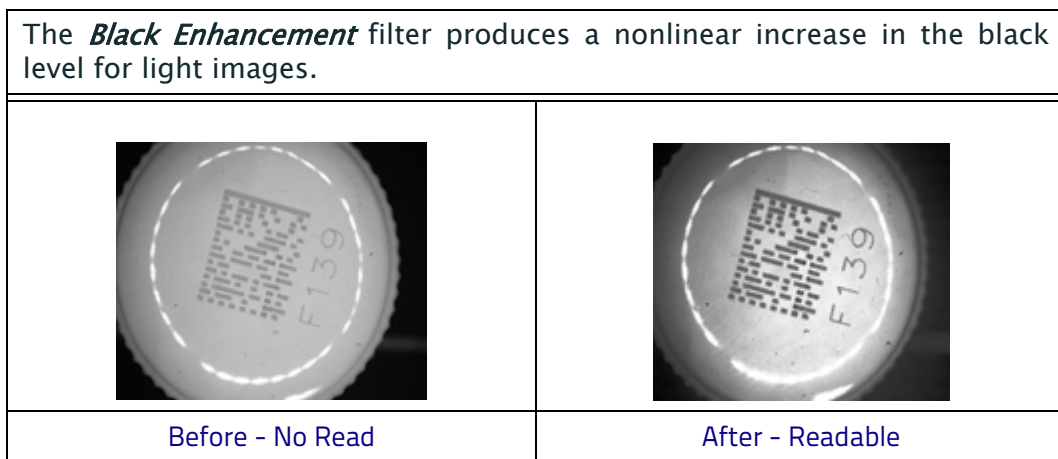 The Black Enhancement filter produces a nonlinear increase in the black
level for light images.
F139
F139
Before - No Read
After - Readable